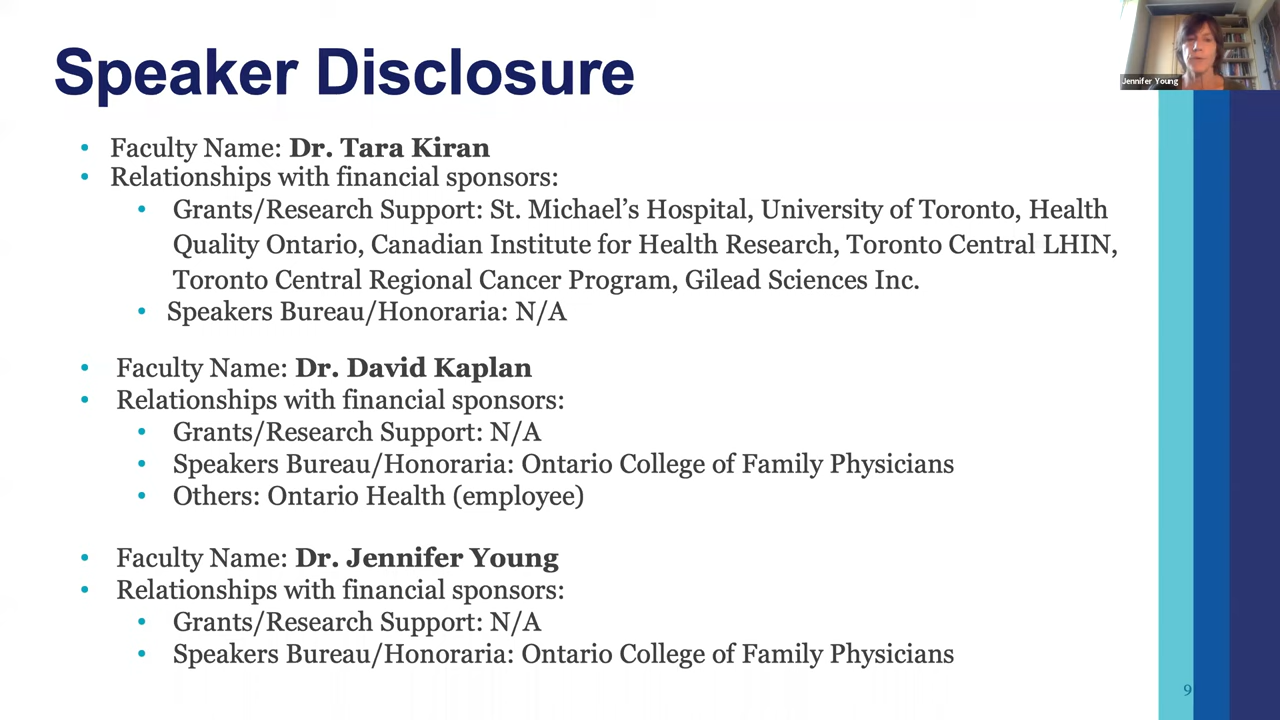 Speaker Disclosure
Jennifer Young
• Faculty Name: Dr. Tara Kiran
• Relationships with financial sponsors:
• Grants/Research Support: St. Michael’s Hospital, University of Toronto, Health
Quality Ontario, Canadian Institute for Health Research, Toronto Central LHIN,
Toronto Central Regional Cancer Program, Gilead Sciences Inc.
• Speakers Bureau/Honoraria: N/A
• Faculty Name: Dr. David Kaplan
• Relationships with financial sponsors:
• Grants/Research Support: N/A
• Speakers Bureau/Honoraria: Ontario College of Family Physicians
• Others: Ontario Health (employee)
• Faculty Name: Dr. Jennifer Young
• Relationships with financial sponsors:
• Grants/Research Support: N/A
• Speakers Bureau/Honoraria: Ontario College of Family Physicians
9